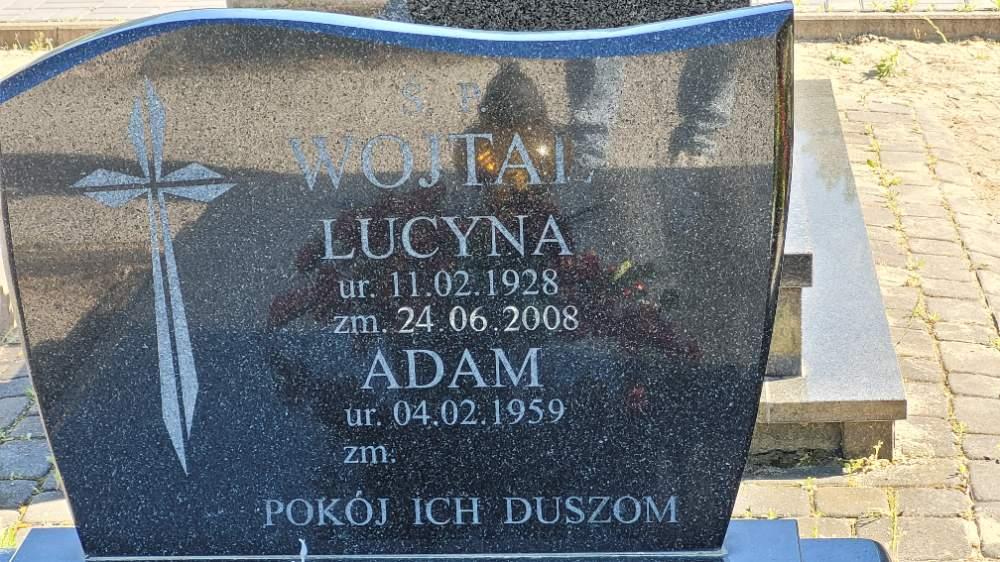 Ś. P.
WOJTAL
LUCYNA
ur. 11.02.1928
zm. 24.06.2008
ADAM
ur. 04.02.1959
zm.
POKÓJ ICH DUSZOM